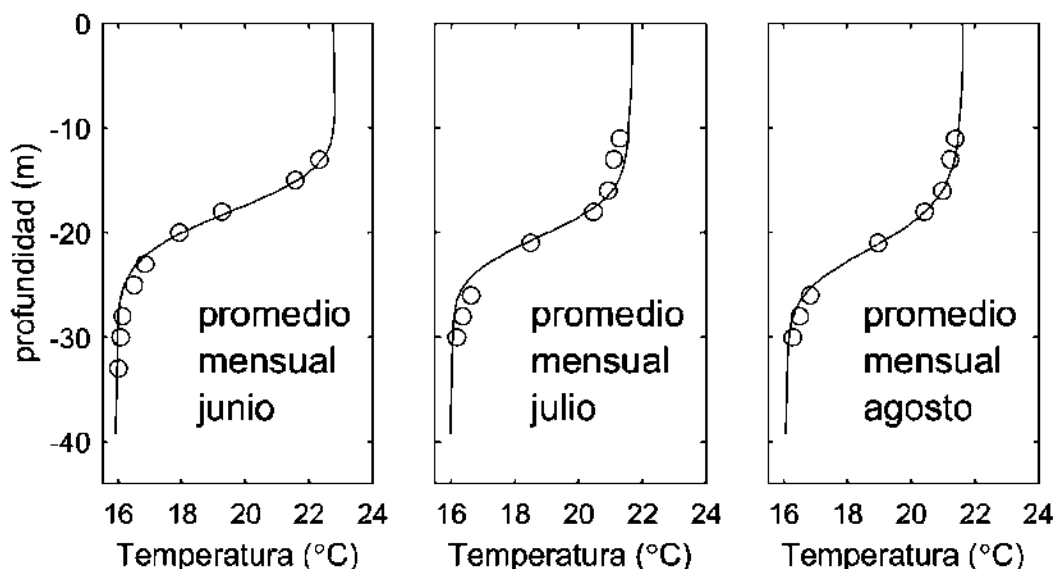 0
-10
-20
-30
-40
profundidad (m)
promedio
mensual
junio
16 18 20 22 24
Temperatura (°C)
promedio
mensual
julio
16 18 20 22 24
Temperatura (°C)
promedio
mensual
agosto
16 18 20 22 24
Temperatura (°C)